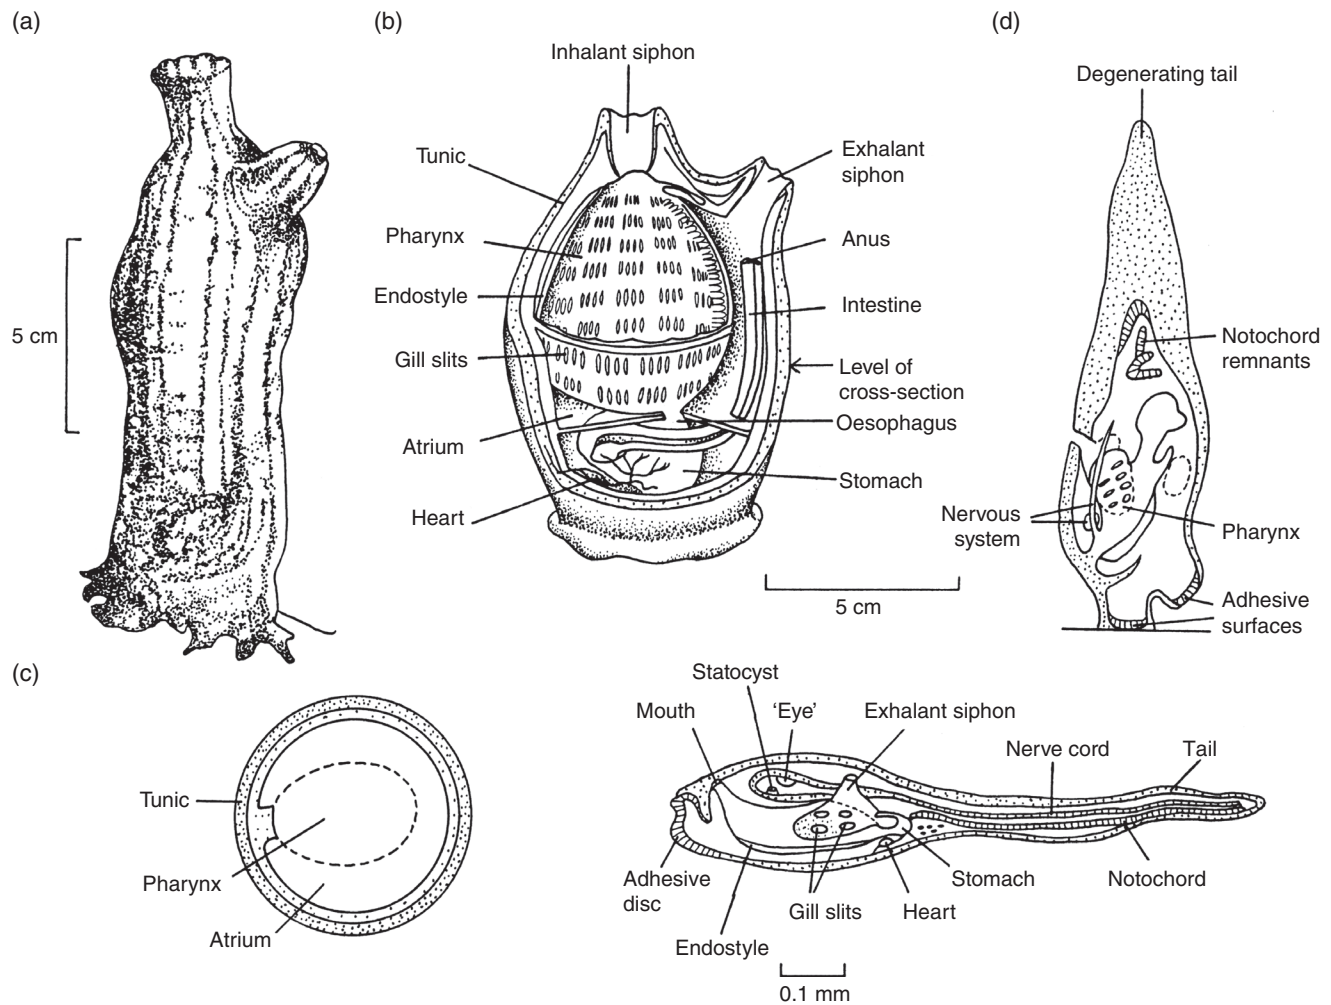 (a)
5 cm
(b)
Inhalant siphon
Tunic
Exhalant
siphon
Pharynx
Anus
Endostyle
Intestine
Gill slits
Level of
cross-section
Atrium
Oesophagus
Stomach
Heart
5 cm
(d)
Degenerating tail
Notochord
remnants
Nervous
system
Pharynx
Adhesive
surfaces
(c)
Tunic
Pharynx
Atrium
Statocyst
Mouth
‘Eye’
Exhalant siphon
Nerve cord
Tail
Adhesive
disc
Gill slits
Heart
Stomach
Notochord
Endostyle
0.1 mm